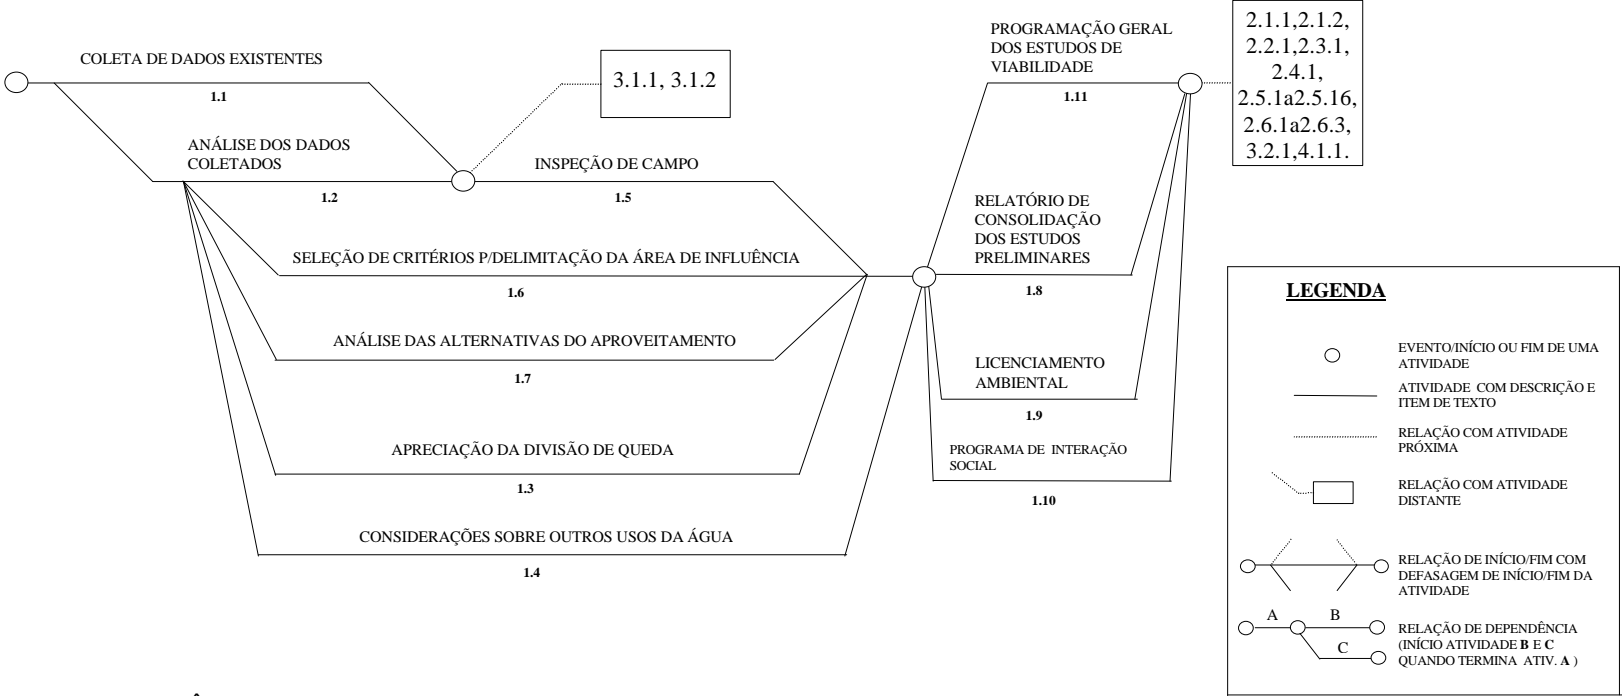 COLETA DE DADOS EXISTENTES
1.1
ANÁLISE DOS DADOS
COLETADOS
1.2
3.1.1, 3.1.2
INSPEÇÃO DE CAMPO
1.5
SELEÇÃO DE CRITÉRIOS P/DELIMITAÇÃO DA ÁREA DE INFLUÊNCIA
1.6
ANÁLISE DAS ALTERNATIVAS DO APROVEITAMENTO
1.7
APRECIAÇÃO DA DIVISÃO DE QUEDA
1.3
CONSIDERAÇÕES SOBRE OUTROS USOS DA ÁGUA
1.4
PROGRAMAÇÃO GERAL
DOS ESTUDOS DE
VIABILIDADE
1.11
RELATÓRIO DE
CONSOLIDAÇÃO
DOS ESTUDOS
PRELIMINARES
1.8
LICENCIAMENTO
AMBIENTAL
1.9
PROGRAMA DE INTERAÇÃO
SOCIAL
1.10
2.1.1,2.1.2,
2.2.1,2.3.1,
2.4.1,
2.5.1a2.5.16,
2.6.1a2.6.3,
3.2.1,4.1.1.
LEGENDA
EVENTO/INÍCIO OU FIM DE UMA
ATIVIDADE
ATIVIDADE COM DESCRIÇÃO E
ITEM DE TEXTO
RELAÇÃO COM ATIVIDADE
PRÓXIMA
RELAÇÃO COM ATIVIDADE
DISTANTE
RELAÇÃO DE INÍCIO/FIM COM
DEFASAGEM DE INÍCIO/FIM DA
ATIVIDADE
A
B
C
RELAÇÃO DE DEPENDÊNCIA
(INÍCIO ATIVIDADE B E C
QUANDO TERMINA ATIV. A )